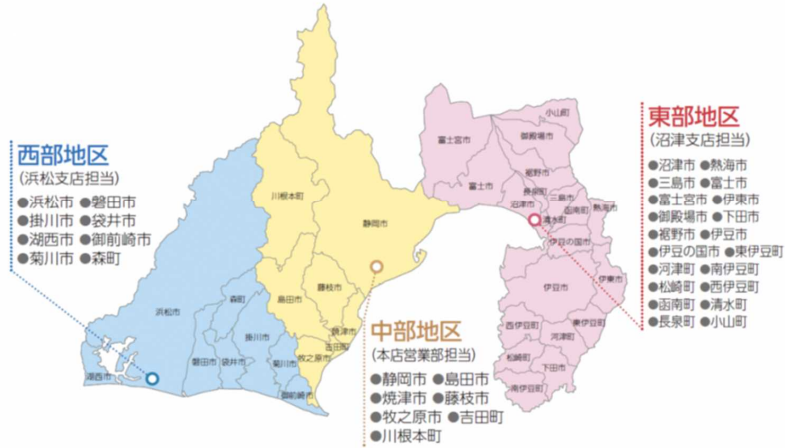 西部地区
(浜松支店担当)
●浜松市 ●磐田市
●掛川市 ●袋井市
●湖西市 ●御前崎市
●菊川市 ●森町
中部地区
(本店営業部担当)
●静岡市 ●島田市
●焼津市 ●藤枝市
●牧之原市 ●吉田町
●川根本町
東部地区
(沼津支店担当)
●沼津市 ●熱海市
●三島市 ●富士市
●富士宮市 ●伊東市
●御殿場市 ●下田市
●裾野市 ●伊豆市
●伊豆の国市 ●東伊豆町
●河津町 ●南伊豆町
●松崎町 ●西伊豆町
●函南町 ●清水町
●長泉町 ●小山町
浜松市
湖西市
森町
磐田市
袋井市
掛川市
菊川市
御前崎市
川根本町
静岡市
島田市
藤枝市
焼津市
吉田町
牧之原市
小山町
御殿場市
富士宮市
裾野市
富士市
長泉町
沼津市
三島市
清水町
函南町
熱海市
伊豆の国市
伊豆市
伊東市
西伊豆町
東伊豆町
河津町
松崎町
下田市
南伊豆町